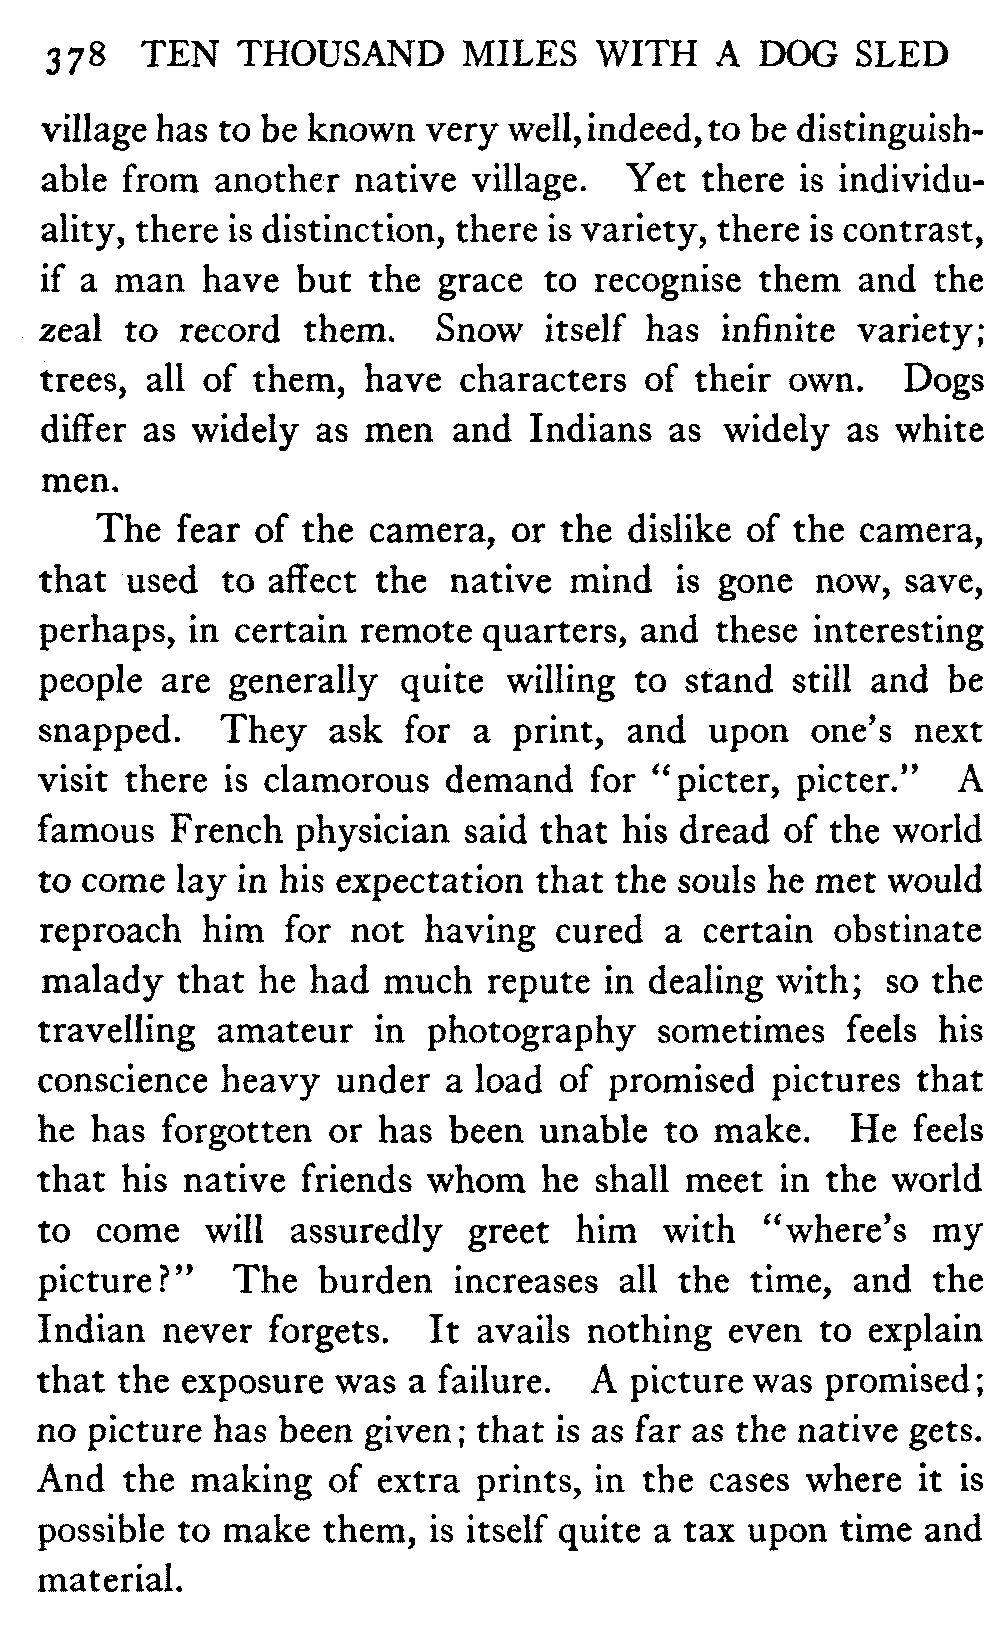 378 TEN THOUSAND MILES WITH A DOG SLED
village has to be known very well, indeed, to be distinguish-
able from another native village. Yet there is individu-
ality, there is distinction, there is variety, there is contrast,
if a man have but the grace to recognise them and the
zeal to record them. Snow itself has infinite variety;
trees, all of them, have characters of their own. Dogs
differ as widely as men and Indians as widely as white
men.
The fear of the camera, or the dislike of the camera,
that used to affect the native mind is gone now, save,
perhaps, in certain remote quarters, and these interesting
people are generally quite willing to stand still and be
snapped. They ask for a print, and upon one's next
visit there is clamorous demand for "picter, picter." A
famous French physician said that his dread of the world
to come lay in his expectation that the souls he met would
reproach him for not having cured a certain obstinate
malady that he had much repute in dealing with; so the
travelling amateur in photography sometimes feels his
conscience heavy under a load of promised pictures that
he has forgotten or has been unable to make. He feels
that his native friends whom he shall meet in the world
to come will assuredly greet him with "where's my
picture?" The burden increases all the time, and the
Indian never forgets. It avails nothing even to explain
that the exposure was a failure. A picture was promised;
no picture has been given; that is as far as the native gets.
And the making of extra prints, in the cases where it is
possible to make them, is itself quite a tax upon time and
material.